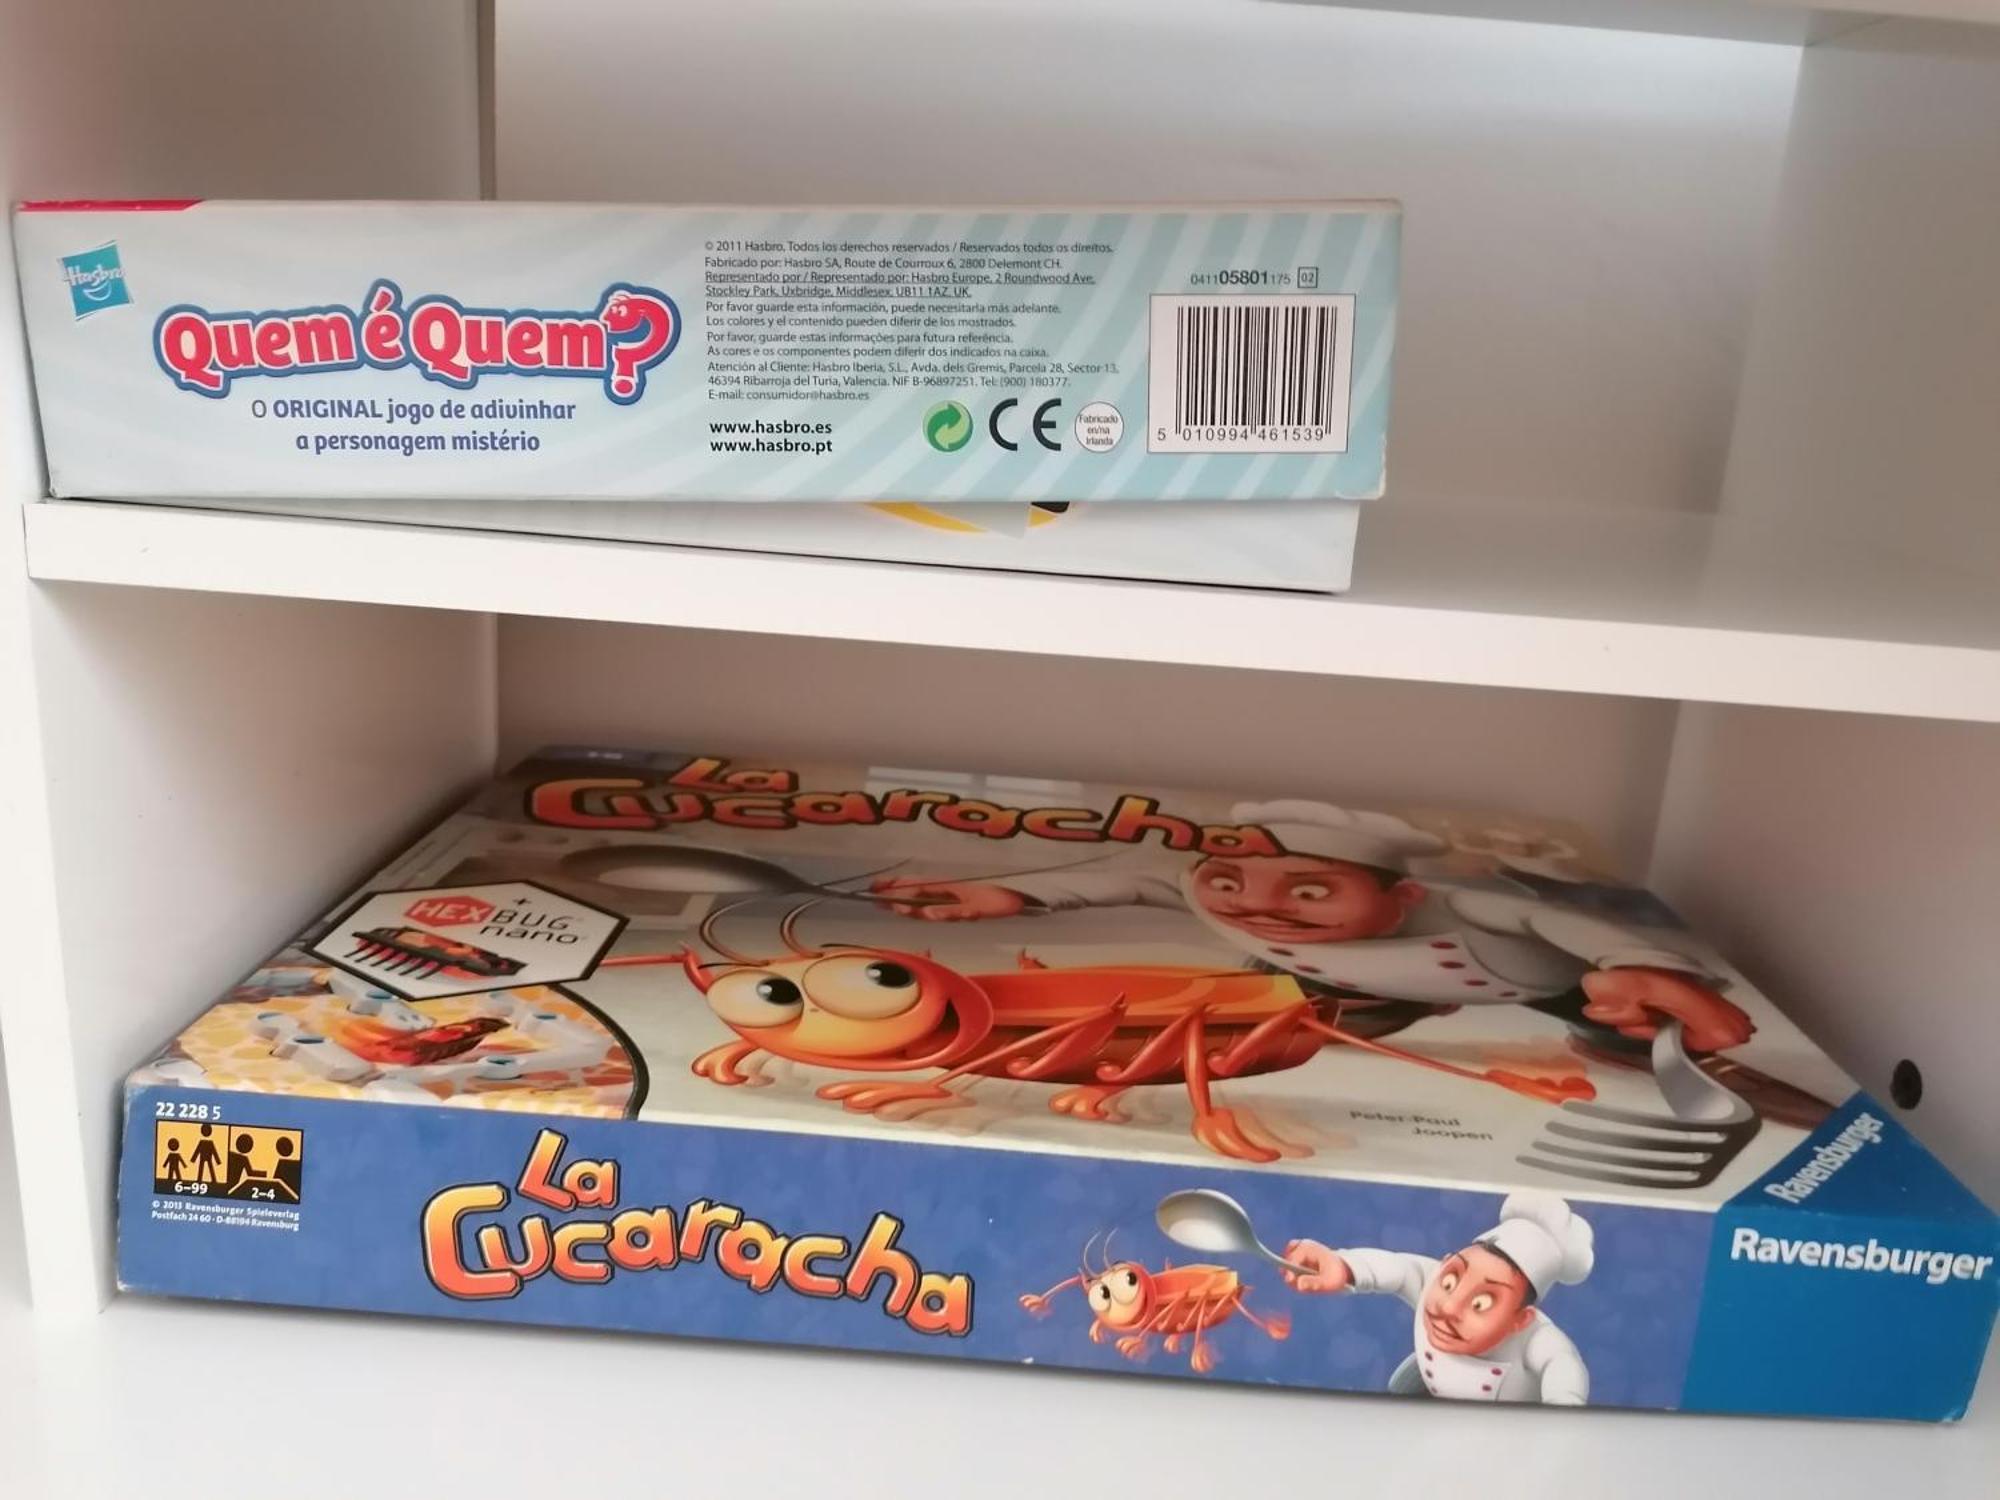 Hasbro
Quem é Quem?
O ORIGINAL jogo de adivinhar
a personagem mistério
© 2011 Hasbro. Todos los derechos reservados / Reservados todos os direitos.
Fabricado por: Hasbro SA, Route de Courroux 6, 2800 Delemont CH.
Representado por / Representado por: Hasbro Europe, 2 Roundwood Ave,
Stockley Park, Uxbridge, Middlesex, UB11 1AZ, UK.
Por favor guarde esta información, puede necesitarla más adelante.
Los colores y el contenido pueden diferir de los mostrados.
Por favor, guarde estas informações para futura referência.
As cores e os componentes podem diferir dos indicados na caixa.
Atención al Cliente: Hasbro Iberia, S.L., Avda. dels Gremis, Parcela 28, Sector 13,
46394 Ribarroja del Turia, Valencia. NIF B-96897251. Tel: (900) 180377.
E-mail: consumidor@hasbro.es
www.hasbro.es
www.hasbro.pt
CE
Fabricado
en/na
Irlanda
041105801175 02
5 010994 461539
La
Cucaracha
+
HEXBUG
nano
Peter-Paul
Joopen
Ravensburger
22 228 5
6–99
2–4
© 2013 Ravensburger Spieleverlag
Postfach 24 60 · D-88194 Ravensburg
La
Cucaracha
Ravensburger